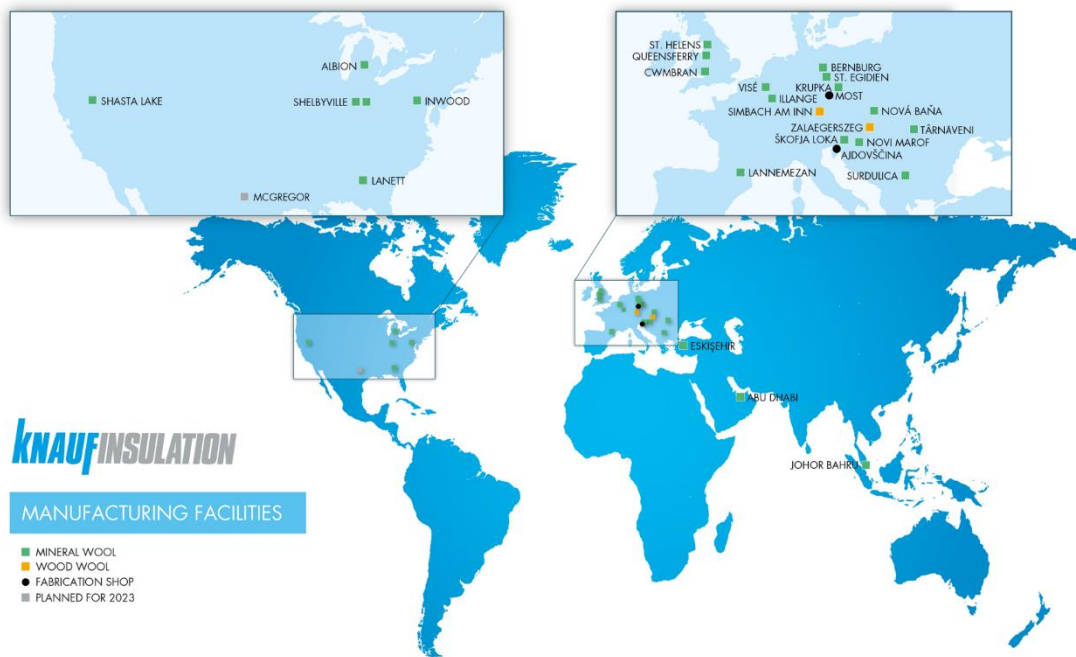 ALBION
SHASTA LAKE
SHELBYVILLE
INWOOD
LANETT
MCGREGOR
ST. HELENS
QUEENSFERRY
CWMBRAN
BERNBURG
ST. EGIDIEN
VISÉ
KRUPKA
ILLANGE
MOST
SIMBACH AM INN
NOVÁ BAŇA
ZALAEGERSZEG
TÂRNĂVENI
ŠKOFJA LOKA
NOVI MAROF
AJDOVŠČINA
LANNEMEZAN
SURDULICA
ESKIŞEHIR
ABU DHABI
JOHOR BAHRU
KNAUFINSULATION
MANUFACTURING FACILITIES
MINERAL WOOL
WOOD WOOL
FABRICATION SHOP
PLANNED FOR 2023